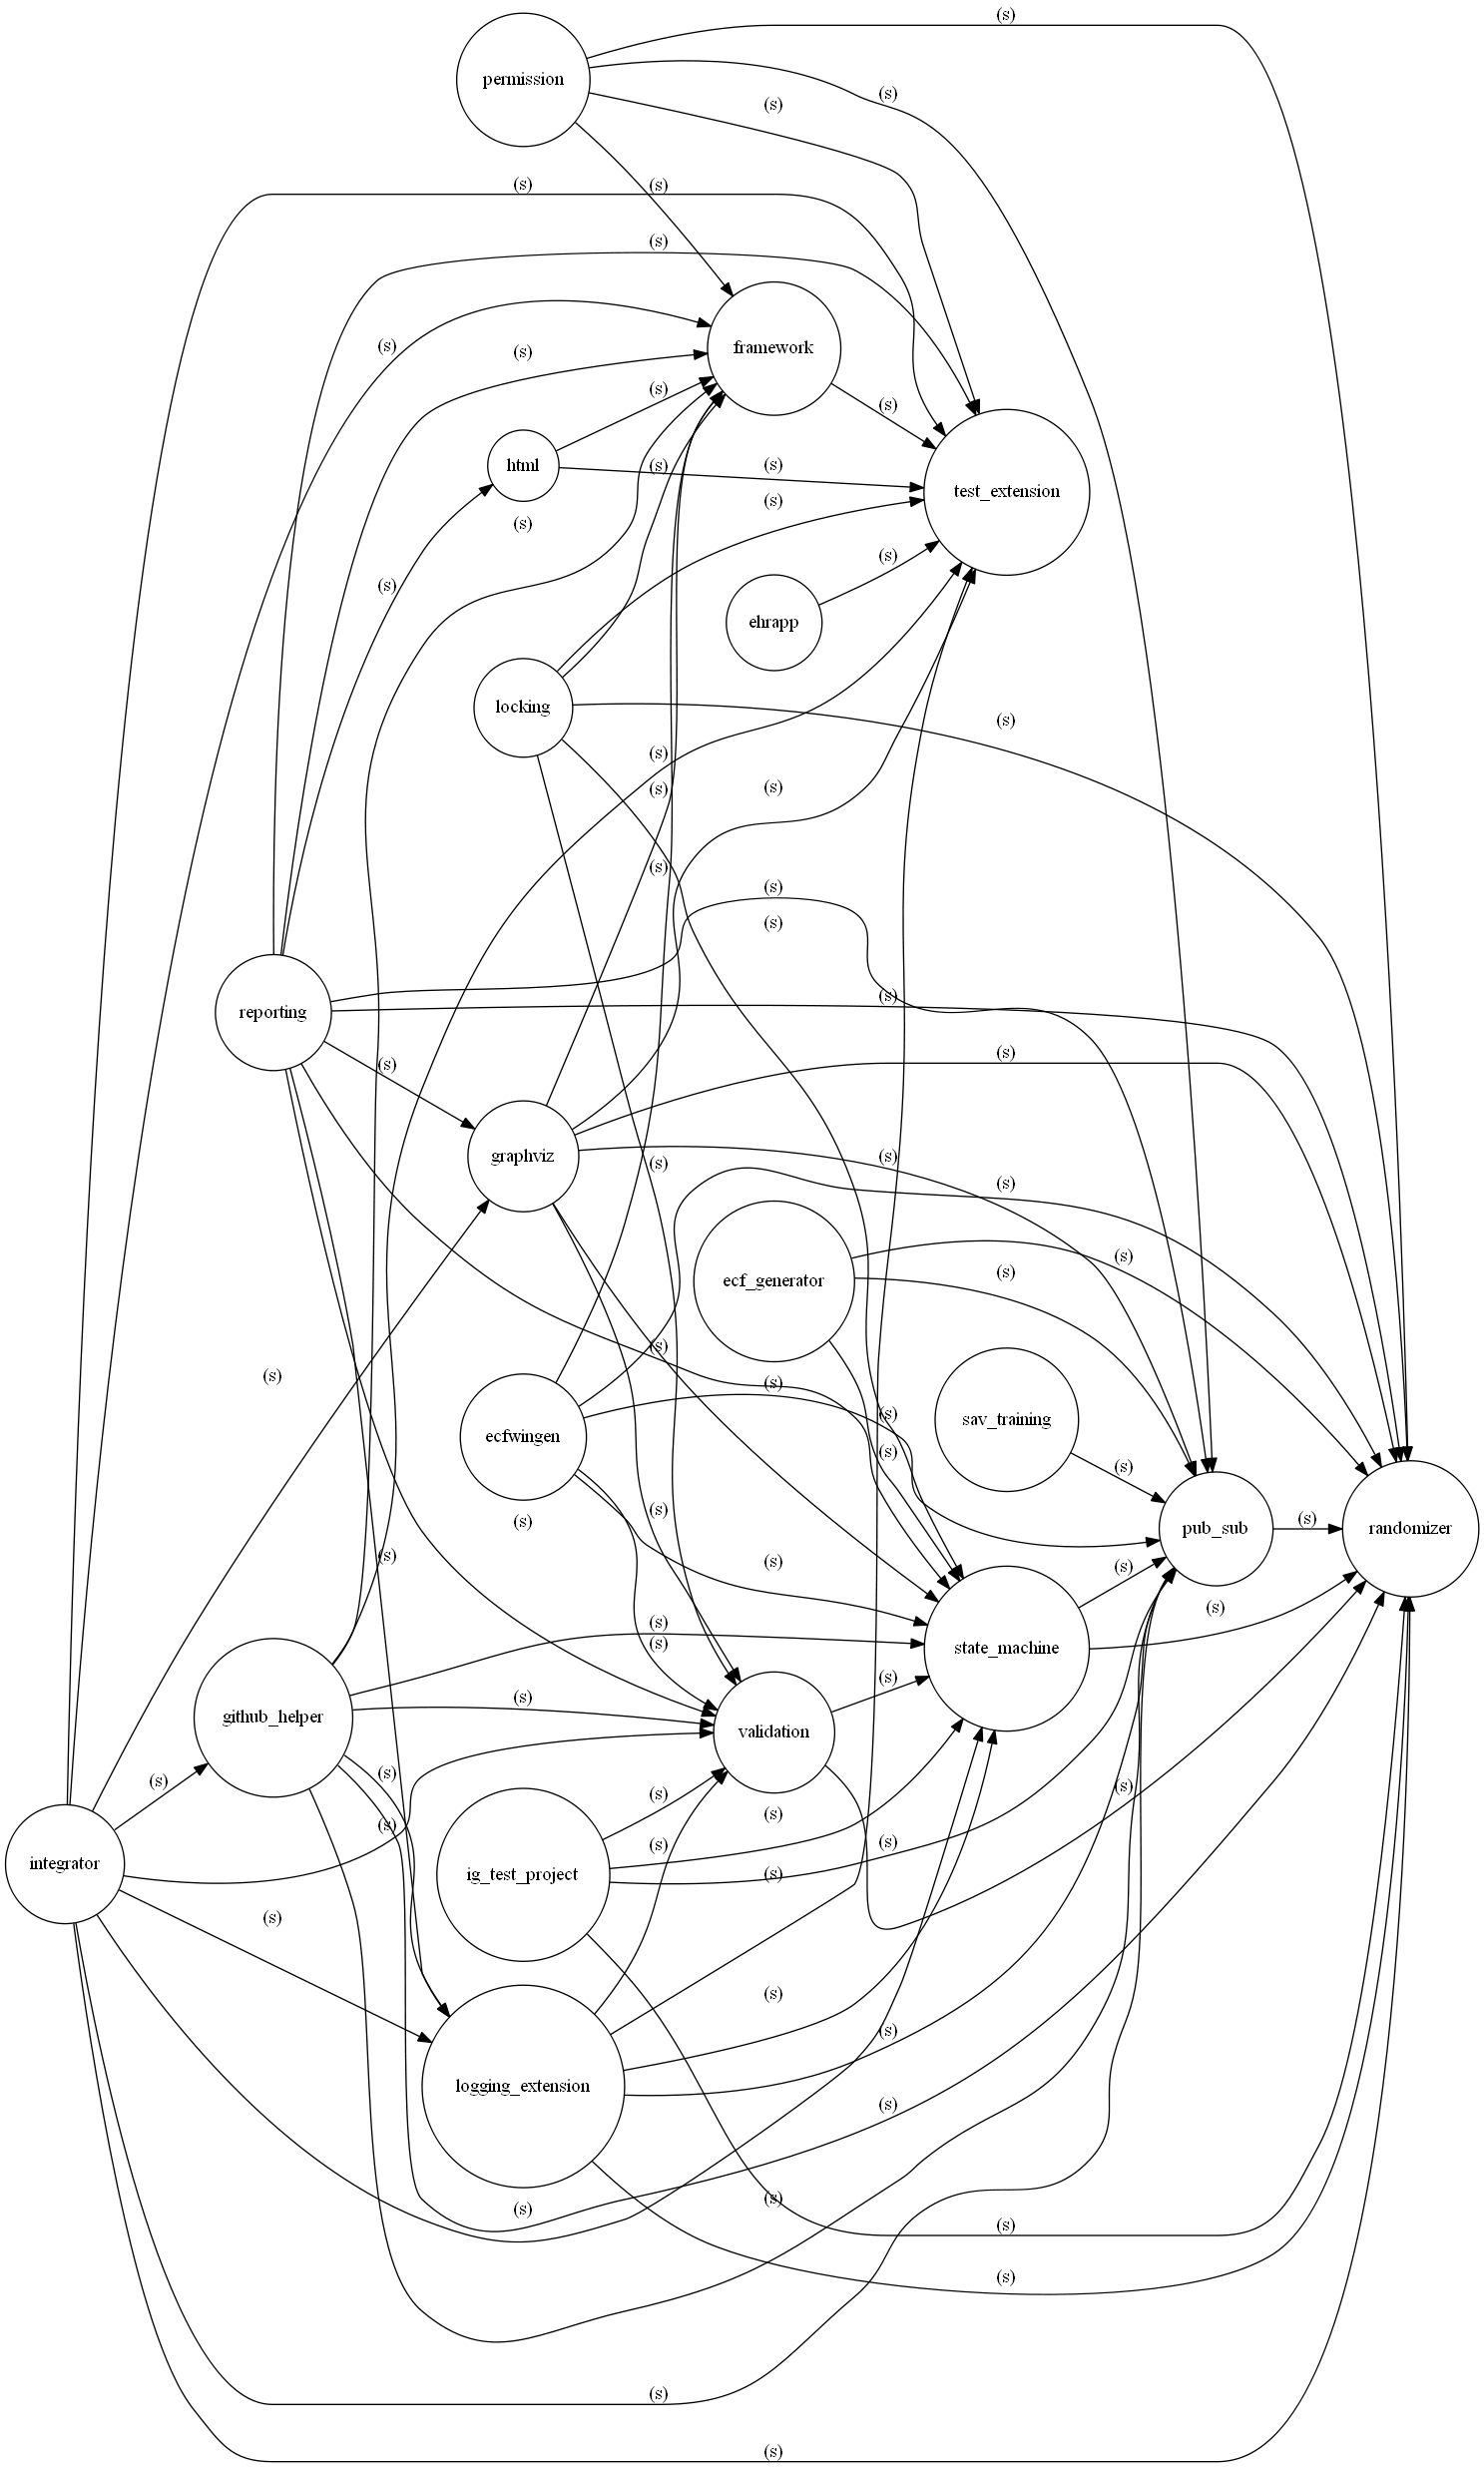 (s)
permission
(s)
(s)
(s)
(s)
(s)
(s)
framework
(s)
(s)
(s)
html
(s)
(s)
(s)
test_extension
(s)
(s)
(s)
(s)
ehrapp
locking
(s)
(s)
(s)
(s)
(s)
(s)
(s)
(s)
reporting
(s)
(s)
graphviz
(s)
(s)
(s)
(s)
(s)
ecf_generator
(s)
(s)
(s)
(s)
sav_training
ecfwingen
(s)
(s)
(s)
(s)
(s)
pub_sub
(s)
randomizer
(s)
(s)
(s)
(s)
(s)
state_machine
(s)
(s)
(s)
github_helper
validation
(s)
(s)
(s)
(s)
(s)
(s)
(s)
(s)
integrator
ig_test_project
(s)
(s)
(s)
(s)
logging_extension
(s)
(s)
(s)
(s)
(s)
(s)
(s)